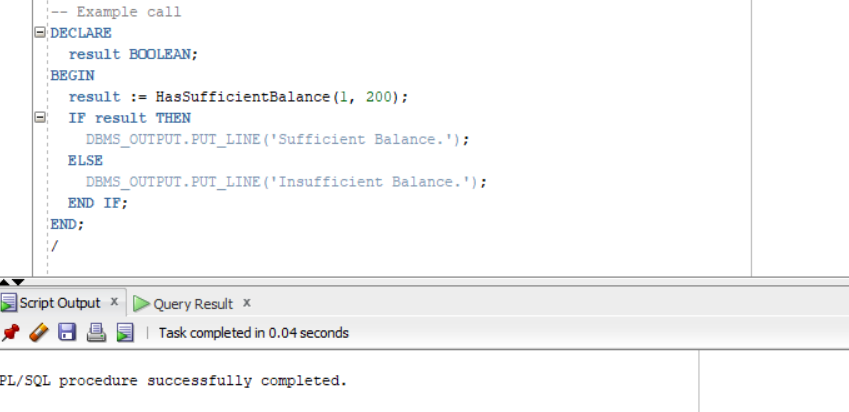 -- Example call
DECLARE
  result BOOLEAN;
BEGIN
  result := HasSufficientBalance(1, 200);
  IF result THEN
    DBMS_OUTPUT.PUT_LINE('Sufficient Balance.');
  ELSE
    DBMS_OUTPUT.PUT_LINE('Insufficient Balance.');
  END IF;
END;
/
Script Output x Query Result x
Task completed in 0.04 seconds
PL/SQL procedure successfully completed.